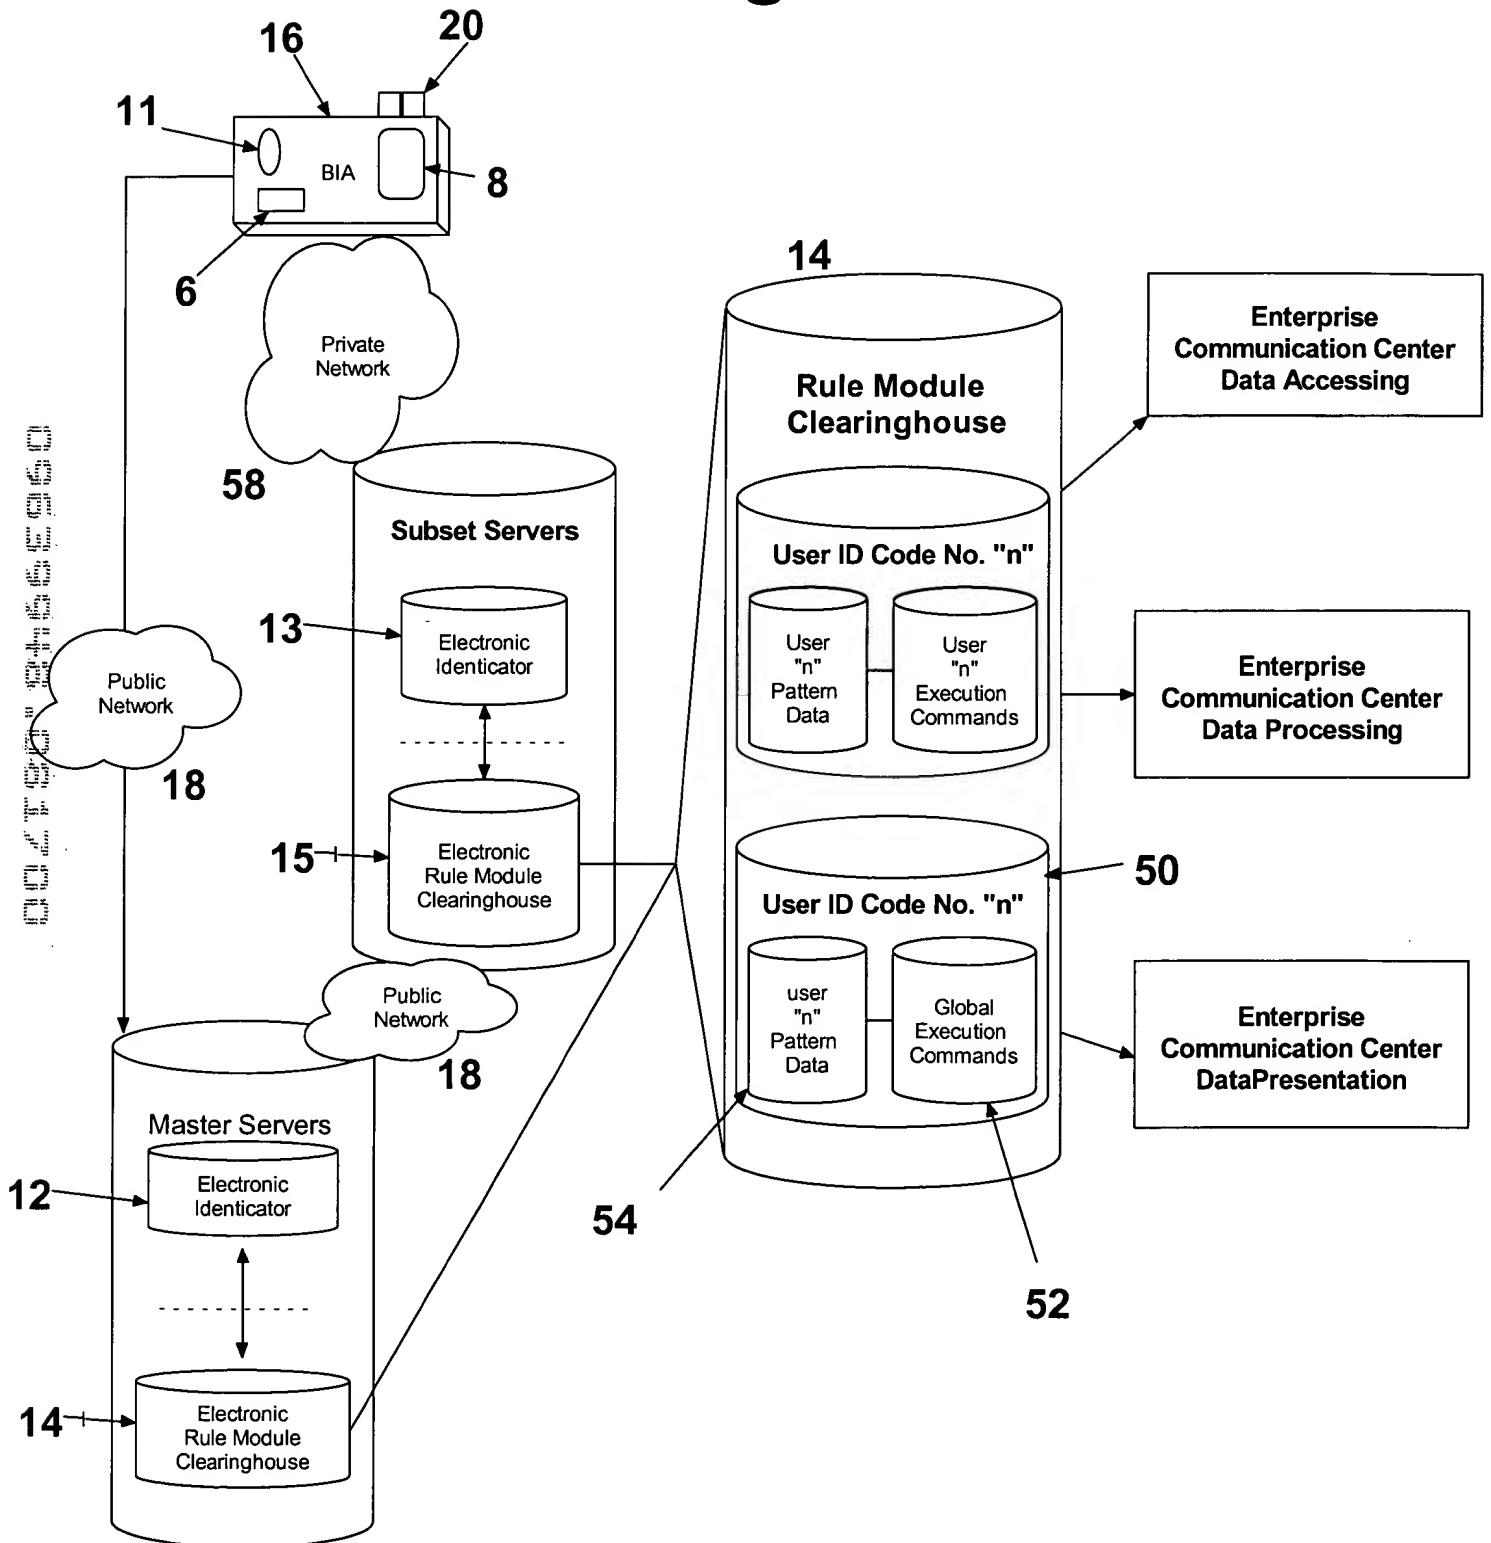 16
20
11
BIA
8
6
Private
Network
58
14
Rule Module
Clearinghouse
Enterprise
Communication Center
Data Accessing
Subset Servers
User ID Code No. "n"
13
Electronic
Identicator
User
"n"
Pattern
Data
User
"n"
Execution
Commands
Enterprise
Communication Center
Data Processing
Public
Network
18
15
Electronic
Rule Module
Clearinghouse
50
User ID Code No. "n"
user
"n"
Pattern
Data
Global
Execution
Commands
Enterprise
Communication Center
DataPresentation
Public
Network
18
Master Servers
12
Electronic
Identicator
54
52
14
Electronic
Rule Module
Clearinghouse